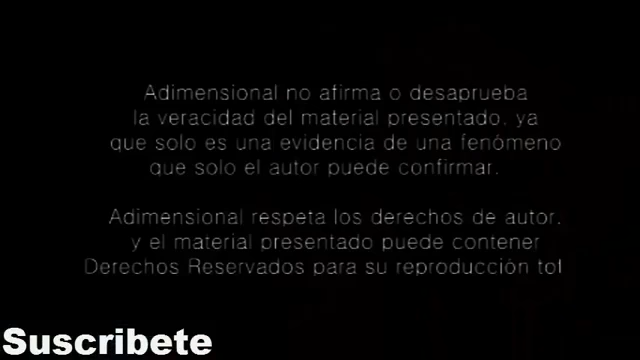 Adimensional no afirma o desaprueba
la veracidad del material presentado. ya
que solo es una evidencia de una fenómeno
que solo el autor puede confirmar.
Adimensional respeta los derechos de autor.
y el material presentado puede contener
Derechos Reservados para su reproducción tot
Suscribete